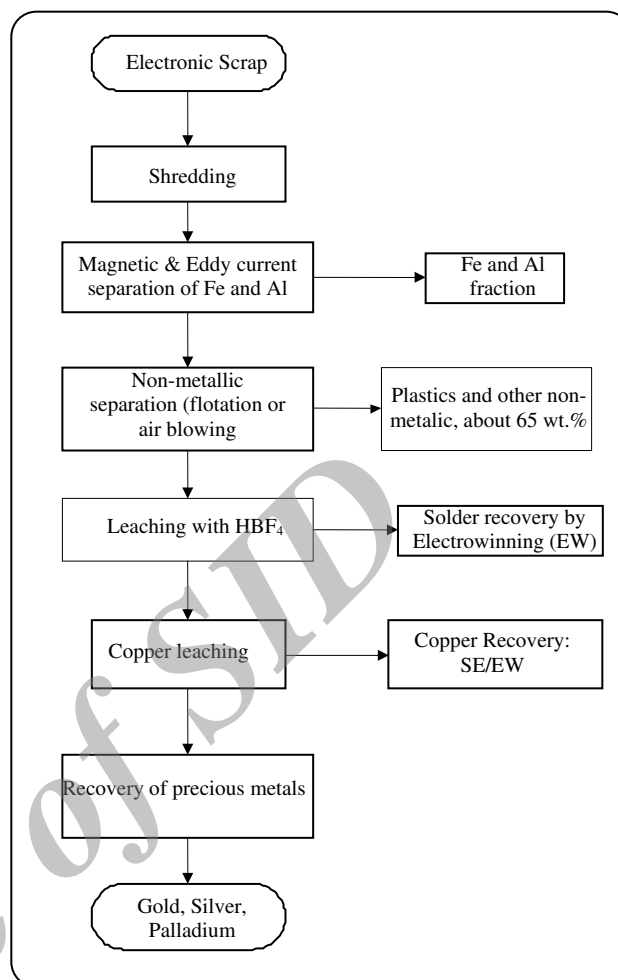 Electronic Scrap
Shredding
Magnetic & Eddy current
separation of Fe and Al
Fe and Al
fraction
Non-metallic
separation (flotation or
air blowing
Plastics and other non-
metalic, about 65 wt.%
Leaching with HBF₄
Solder recovery by
Electrowinning (EW)
Copper leaching
Copper Recovery:
SE/EW
Recovery of precious metals
Gold, Silver,
Palladium
of SID